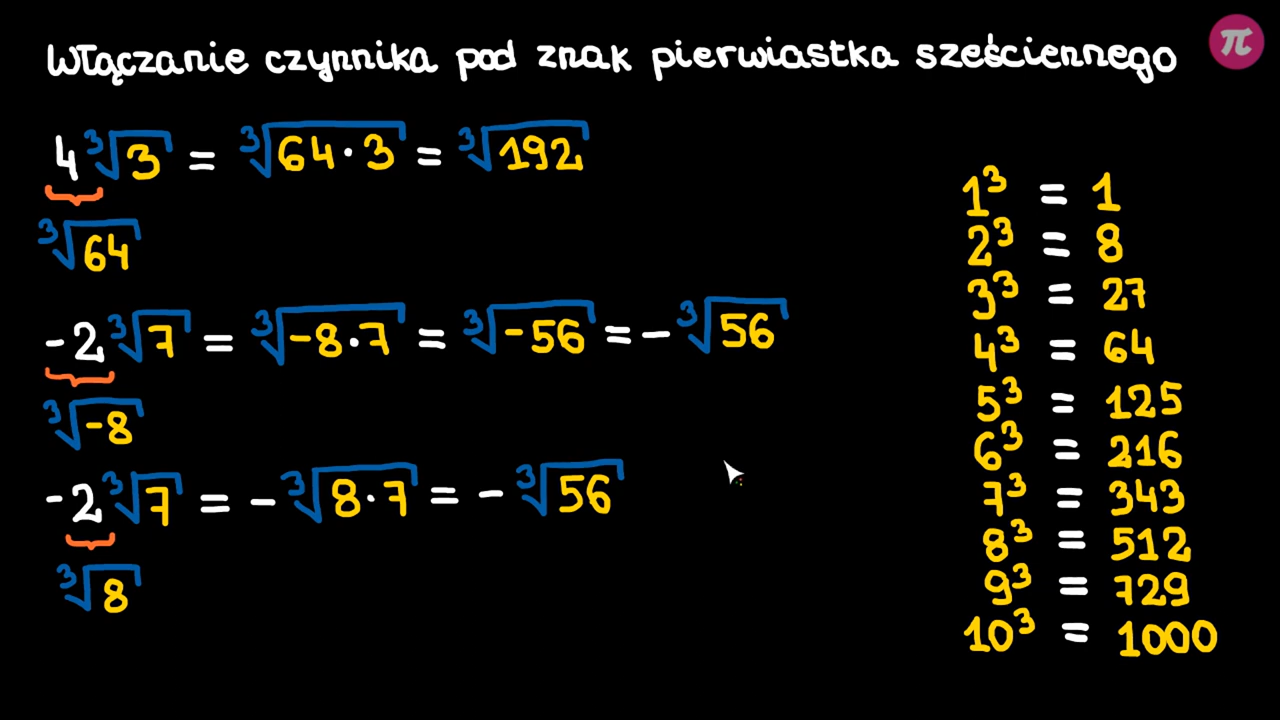 Włączanie czynnika pod znak pierwiastka sześciennego
π
4∛3 = ∛64·3 = ∛192
∛64
-2∛7 = ∛-8·7 = ∛-56 = -∛56
∛-8
-2∛7 = -∛8·7 = -∛56
∛8
1³ = 1
2³ = 8
3³ = 27
4³ = 64
5³ = 125
6³ = 216
7³ = 343
8³ = 512
9³ = 729
10³ = 1000